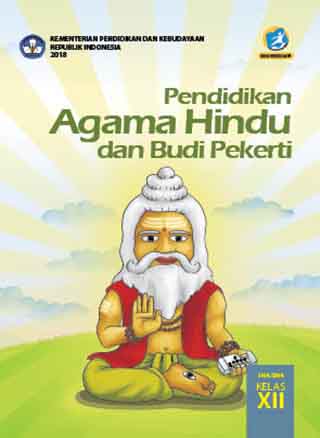 KEMENTERIAN PENDIDIKAN DAN KEBUDAYAAN
REPUBLIK INDONESIA
2018
Pendidikan
Agama Hindu
dan Budi Pekerti
SMA/SMK
KELAS
XII